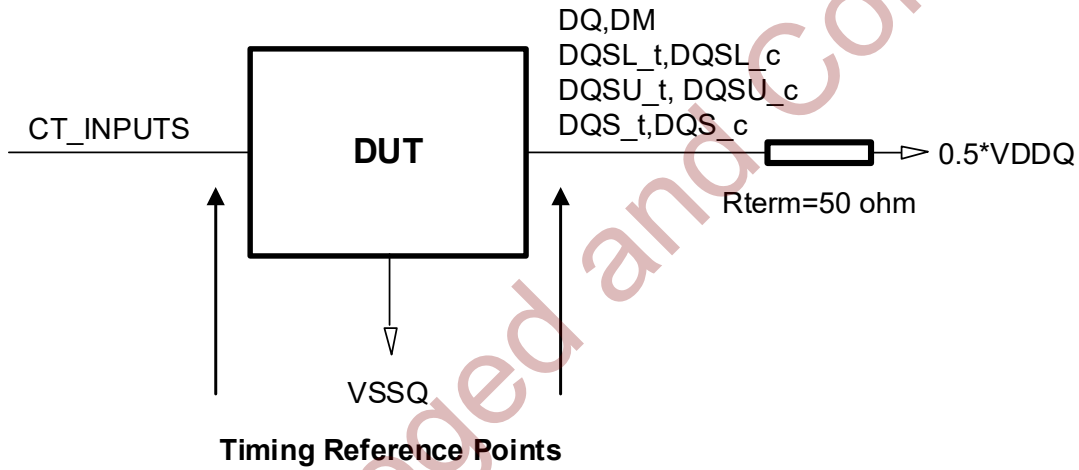 DQ,DM
DQSL_t,DQSL_c
DQSU_t, DQSU_c
DQS_t,DQS_c
CT_INPUTS
DUT
0.5*VDDQ
Rterm=50 ohm
VSSQ
Timing Reference Points
and